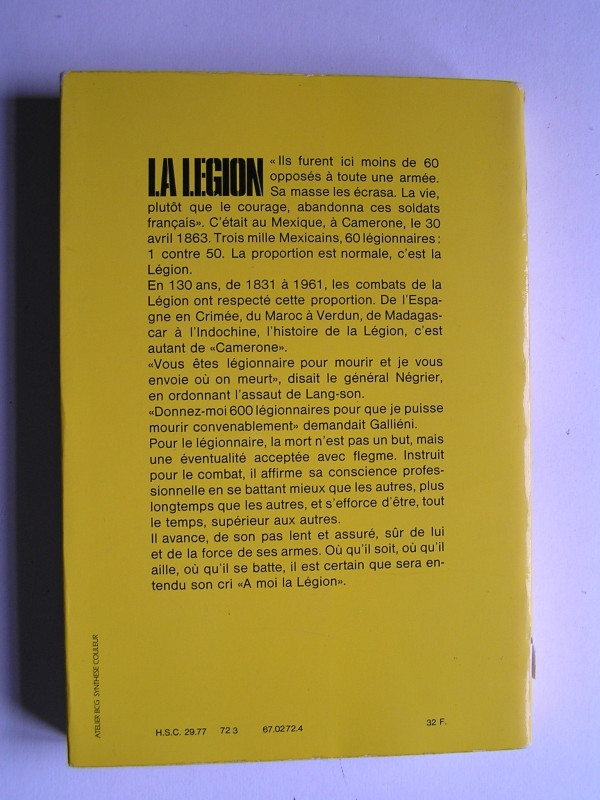 LA LEGION «Ils furent ici moins de 60
opposés à toute une armée.
Sa masse les écrasa. La vie,
plutôt que le courage, abandonna ces soldats
français». C'était au Mexique, à Camerone, le 30
avril 1863. Trois mille Mexicains, 60 légionnaires :
1 contre 50. La proportion est normale, c'est la
Légion.
En 130 ans, de 1831 à 1961, les combats de la
Légion ont respecté cette proportion. De l'Espa-
gne en Crimée, du Maroc à Verdun, de Madagas-
car à l'Indochine, l'histoire de la Légion, c'est
autant de «Camerone».
«Vous êtes légionnaire pour mourir et je vous
envoie où on meurt», disait le général Négrier,
en ordonnant l'assaut de Lang-son.
«Donnez-moi 600 légionnaires pour que je puisse
mourir convenablement» demandait Galliéni.
Pour le légionnaire, la mort n'est pas un but, mais
une éventualité acceptée avec flegme. Instruit
pour le combat, il affirme sa conscience profes-
sionnelle en se battant mieux que les autres, plus
longtemps que les autres, et s'efforce d'être, tout
le temps, supérieur aux autres.
Il avance, de son pas lent et assuré, sûr de lui
et de la force de ses armes. Où qu'il soit, où qu'il
aille, où qu'il se batte, il est certain que sera en-
tendu son cri «A moi la Légion».
ATELIER BCG SYNTHESE COULEUR
H.S.C. 29.77 72 3 67.0272.4 32 F.